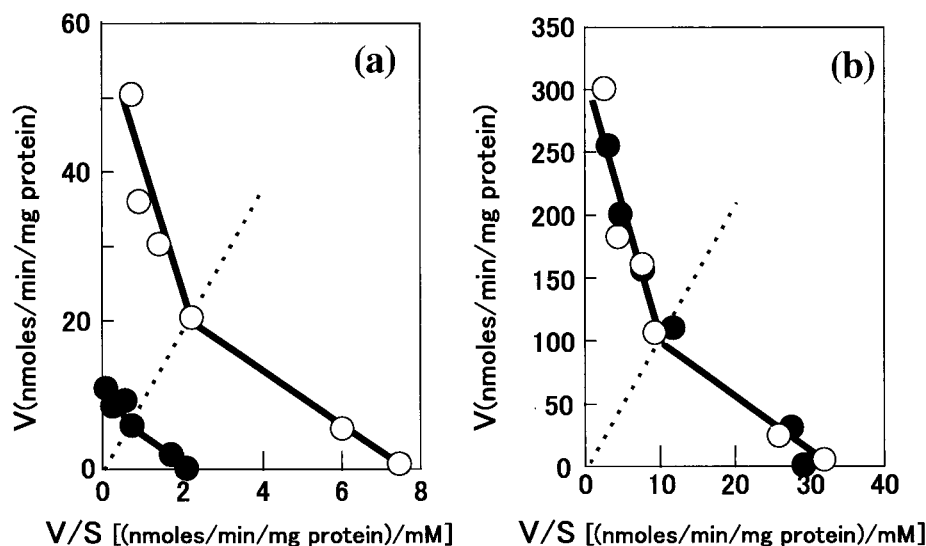 (a)
60
40
20
0
V(nmoles/min/mg protein)
0 2 4 6 8
V/S [(nmoles/min/mg protein)/mM]
(b)
350
300
250
200
150
100
50
0
V(nmoles/min/mg protein)
0 10 20 30 40
V/S [(nmoles/min/mg protein)/mM]